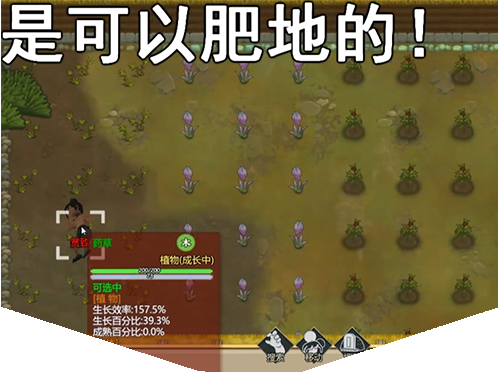 是可以肥地的！
药草
木
植物(成长中)
200/200
可选中
[植物]
生长效率:157.5%
生长百分比:39.3%
成熟百分比:0.0%
搜索
移动